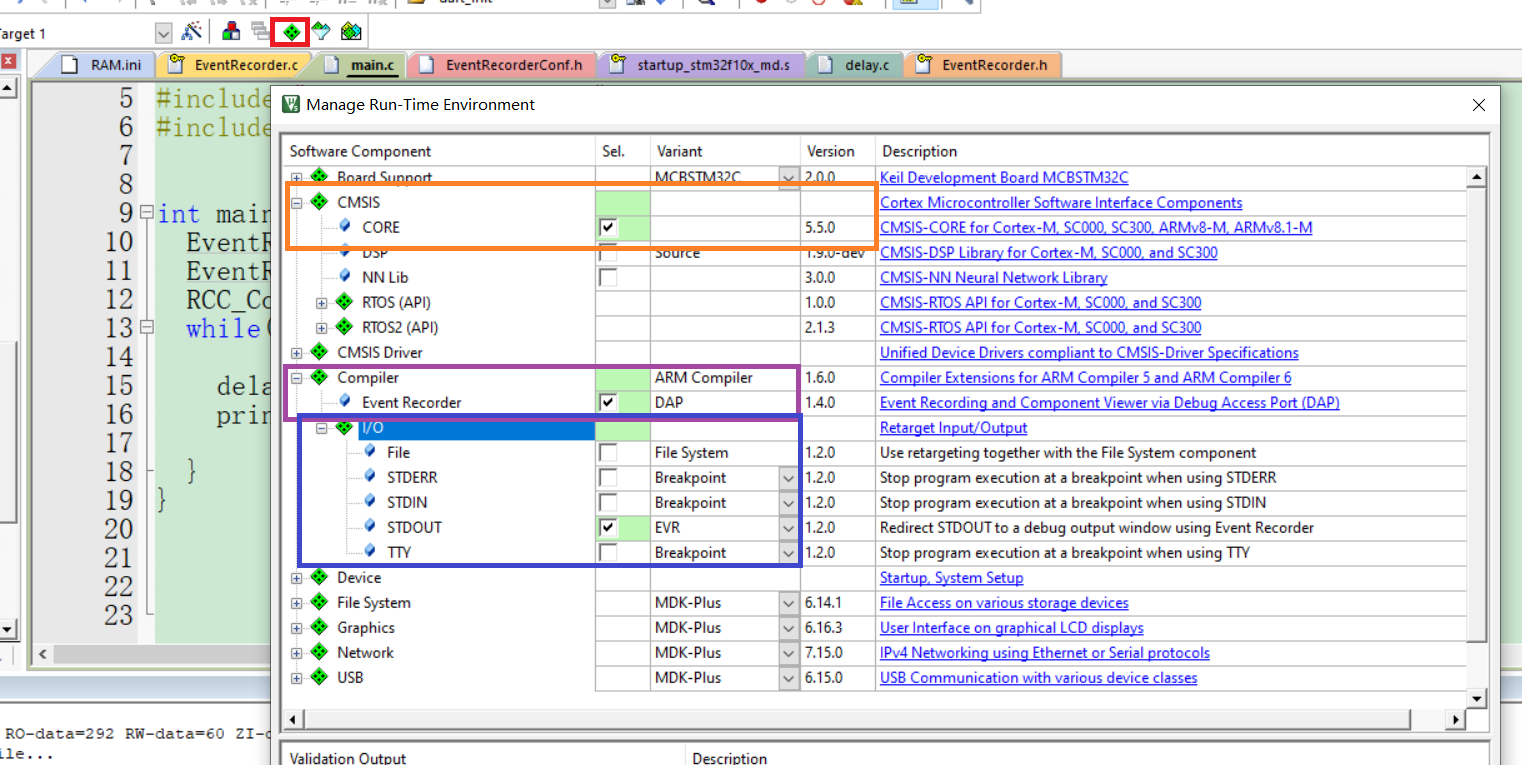 Target 1
RAM.ini EventRecorder.c main.c EventRecorderConf.h startup_stm32f10x_md.s delay.c EventRecorder.h
5 #include
6 #include
7
8
9 int main
10 EventR
11 EventR
12 RCC_Co
13 while(
14
15 dela
16 prin
17
18 }
19 }
20
21
22
23
RO-data=292 RW-data=60 ZI-
ile...
Manage Run-Time Environment
Software Component Sel. Variant Version Description
Board Support MCBSTM32C 2.0.0 Keil Development Board MCBSTM32C
CMSIS Cortex Microcontroller Software Interface Components
CORE 5.5.0 CMSIS-CORE for Cortex-M, SC000, SC300, ARMv8-M, ARMv8.1-M
DSP Source 1.9.0-dev CMSIS-DSP Library for Cortex-M, SC000, and SC300
NN Lib 3.0.0 CMSIS-NN Neural Network Library
RTOS (API) 1.0.0 CMSIS-RTOS API for Cortex-M, SC000, and SC300
RTOS2 (API) 2.1.3 CMSIS-RTOS API for Cortex-M, SC000, and SC300
CMSIS Driver Unified Device Drivers compliant to CMSIS-Driver Specifications
Compiler ARM Compiler 1.6.0 Compiler Extensions for ARM Compiler 5 and ARM Compiler 6
Event Recorder DAP 1.4.0 Event Recording and Component Viewer via Debug Access Port (DAP)
I/O Retarget Input/Output
File File System 1.2.0 Use retargeting together with the File System component
STDERR Breakpoint 1.2.0 Stop program execution at a breakpoint when using STDERR
STDIN Breakpoint 1.2.0 Stop program execution at a breakpoint when using STDIN
STDOUT EVR 1.2.0 Redirect STDOUT to a debug output window using Event Recorder
TTY Breakpoint 1.2.0 Stop program execution at a breakpoint when using TTY
Device Startup, System Setup
File System MDK-Plus 6.14.1 File Access on various storage devices
Graphics MDK-Plus 6.16.3 User Interface on graphical LCD displays
Network MDK-Plus 7.15.0 IPv4 Networking using Ethernet or Serial protocols
USB MDK-Plus 6.15.0 USB Communication with various device classes
Validation Output Description